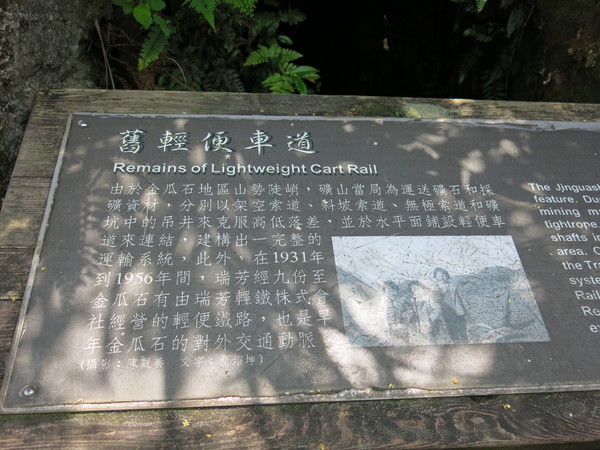 舊輕便車道
Remains of Lightweight Cart Rail
由於金瓜石地區山勢陡峭，礦山當局為運送礦石和採
礦資材，分別以架空索道、斜坡索道、無極索道和礦
坑中的吊井來克服高低落差，並於水平面鋪設輕便車
道來連結，建構出一完整的
運輸系統，此外，在1931年
到1956年間，瑞芳經九份至
金瓜石有由瑞芳輕鐵株式會
社經營的輕便鐵路，也是早
年金瓜石的對外交通動脈
(攝影：陳觀 文字： 坤)
The Jinguash
feature. Du
mining m
lightrope
shafts i
area. O
the Tr
syste
Rail
Re
e